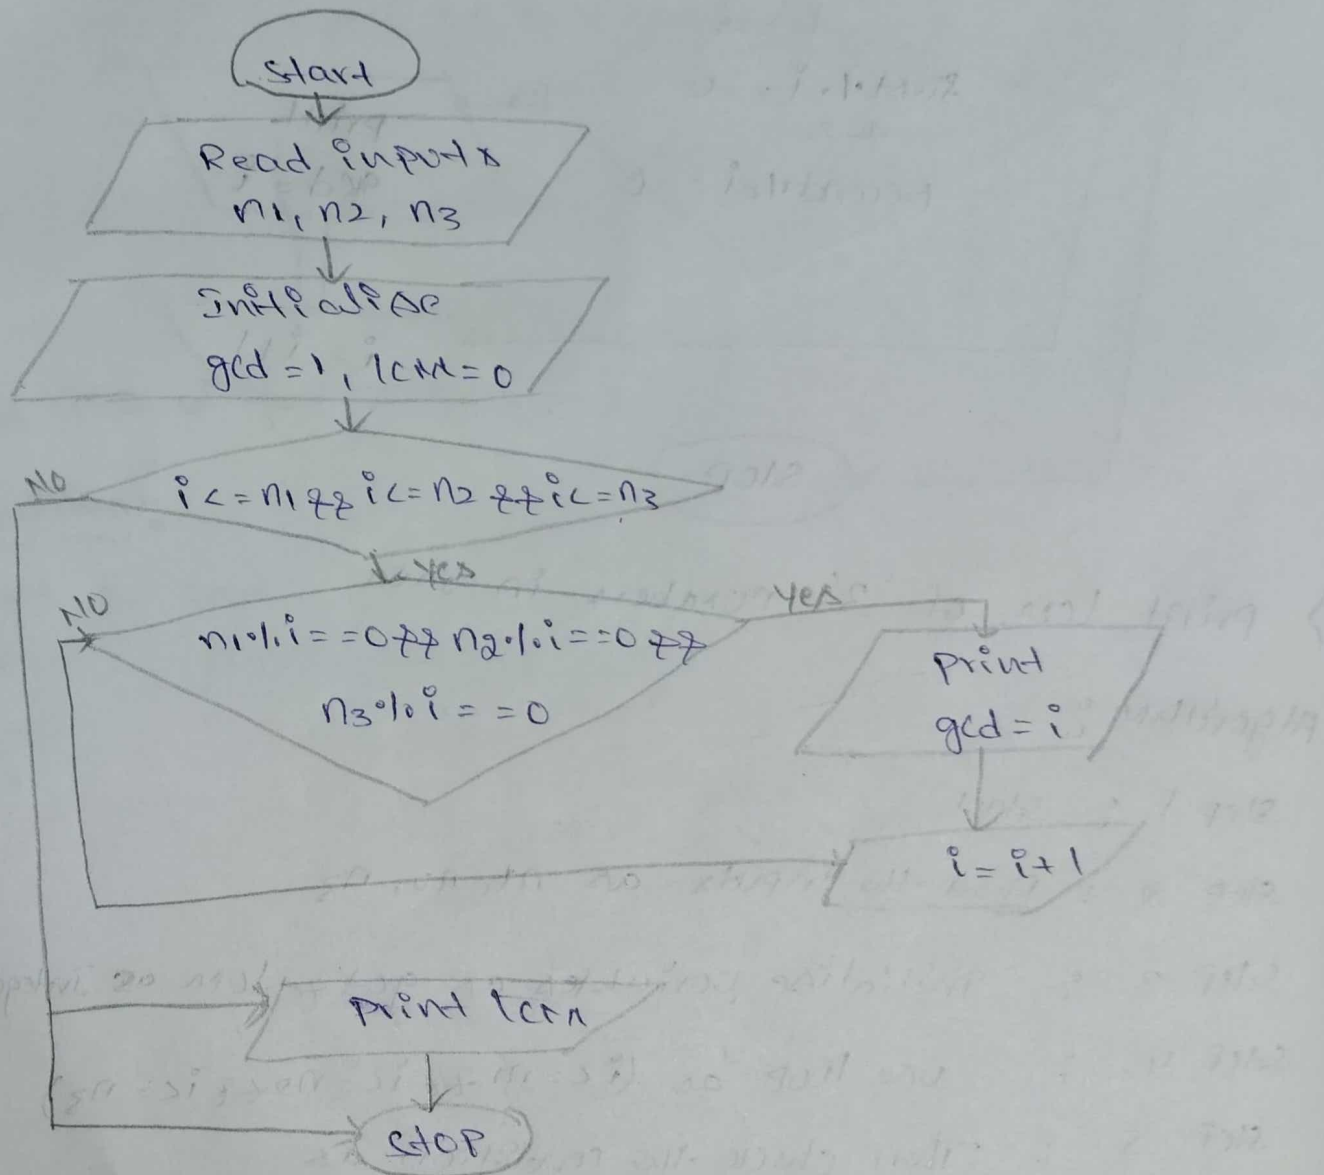 Start
Read inputs
n1, n2, n3
Initialise
gcd = 1, lcm = 0
NO
i <= n1 && i <= n2 && i <= n3
yes
NO
yes
n1 % i == 0 && n2 % i == 0 &&
n3 % i == 0
print
gcd = i
i = i + 1
print lcm
stop